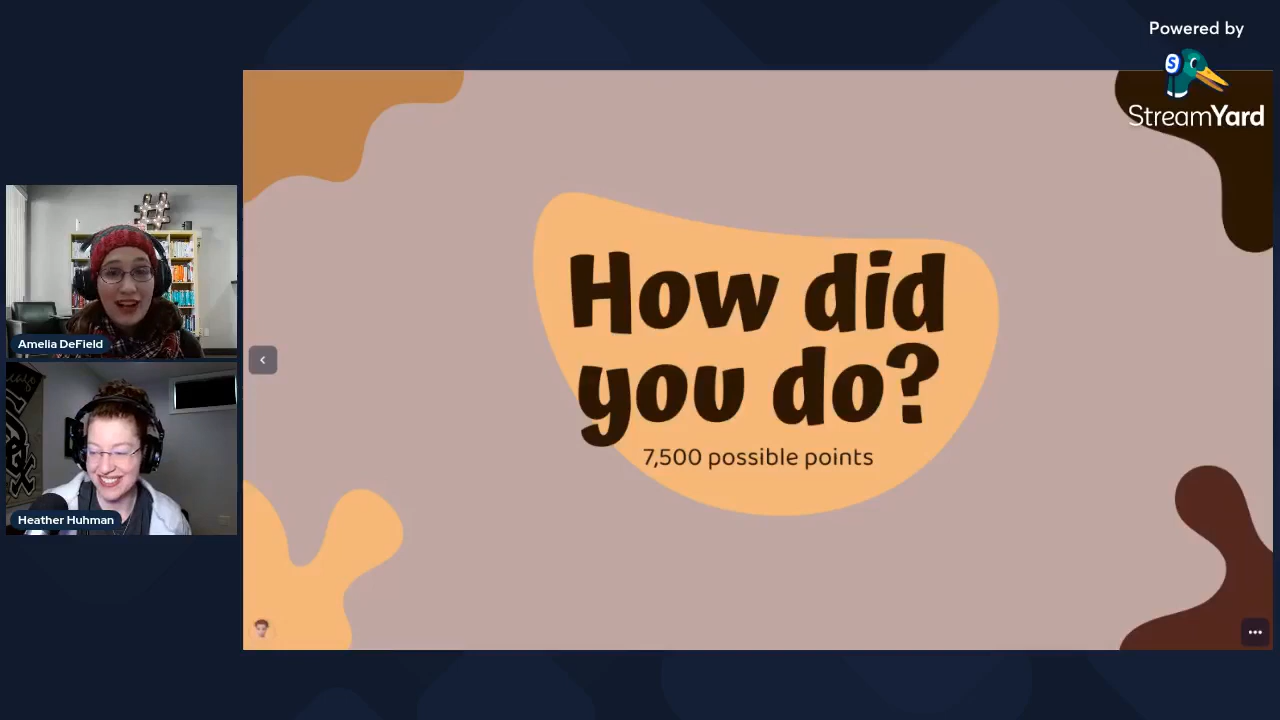 Powered by
StreamYard
How did
you do?
7,500 possible points
Amelia DeField
Heather Huhman